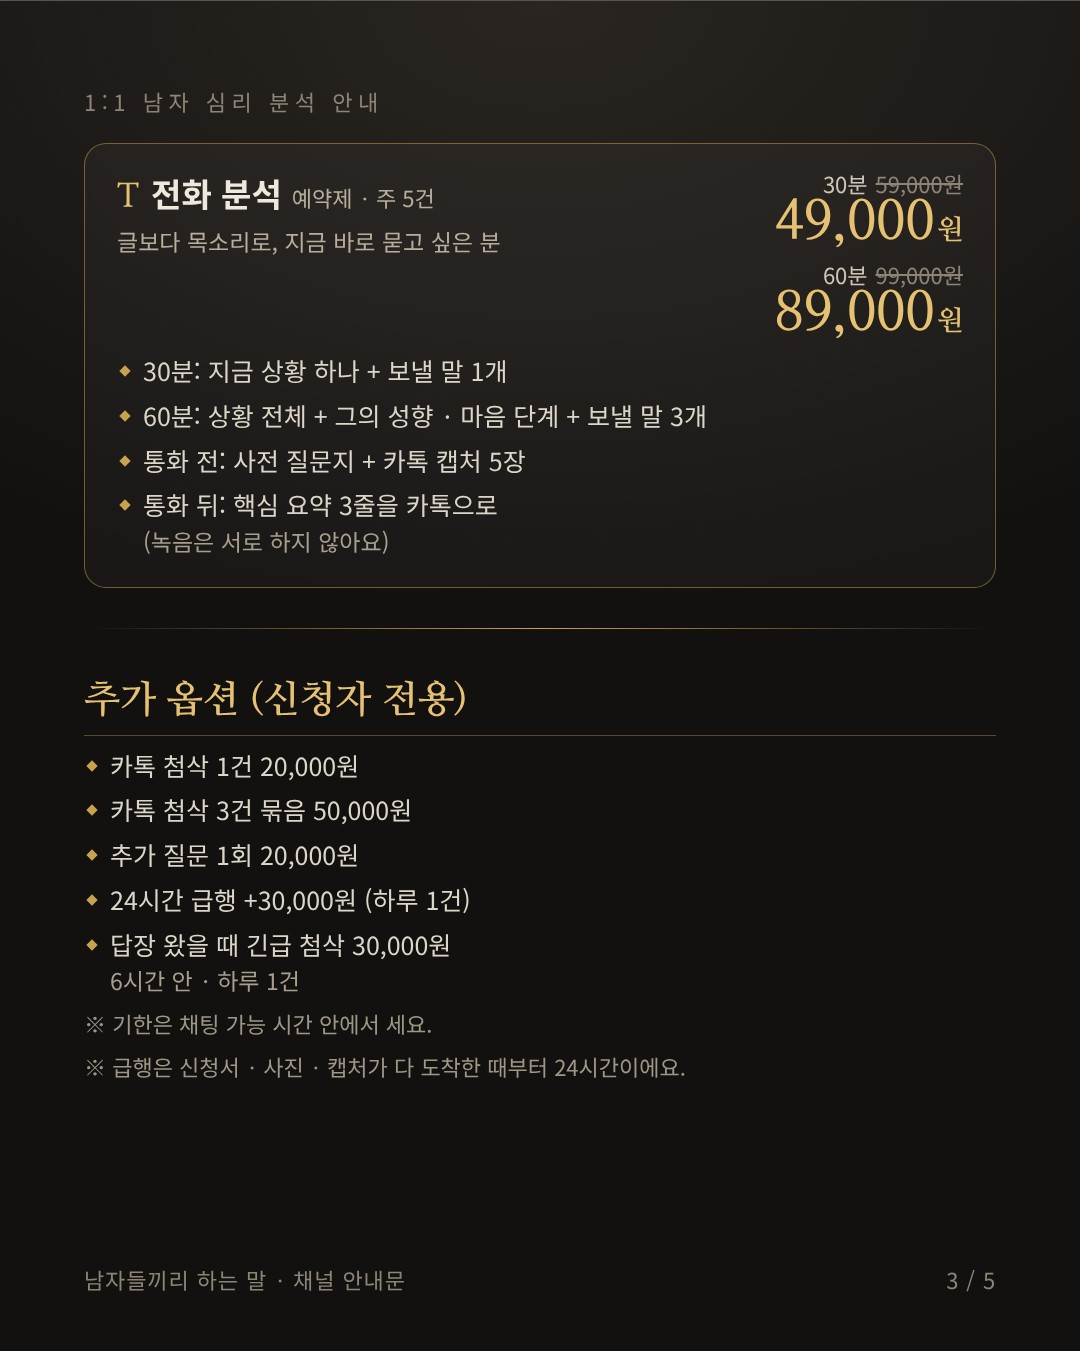 1:1 남자 심리 분석 안내
T 전화 분석 예약제 · 주 5건
글보다 목소리로, 지금 바로 묻고 싶은 분
30분 59,000원
49,000원
60분 99,000원
89,000원
◆ 30분: 지금 상황 하나 + 보낼 말 1개
◆ 60분: 상황 전체 + 그의 성향 · 마음 단계 + 보낼 말 3개
◆ 통화 전: 사전 질문지 + 카톡 캡처 5장
◆ 통화 뒤: 핵심 요약 3줄을 카톡으로
(녹음은 서로 하지 않아요)
추가 옵션 (신청자 전용)
◆ 카톡 첨삭 1건 20,000원
◆ 카톡 첨삭 3건 묶음 50,000원
◆ 추가 질문 1회 20,000원
◆ 24시간 급행 +30,000원 (하루 1건)
◆ 답장 왔을 때 긴급 첨삭 30,000원
6시간 안 · 하루 1건
※ 기한은 채팅 가능 시간 안에서 세요.
※ 급행은 신청서 · 사진 · 캡처가 다 도착한 때부터 24시간이에요.
남자들끼리 하는 말 · 채널 안내문
3 / 5